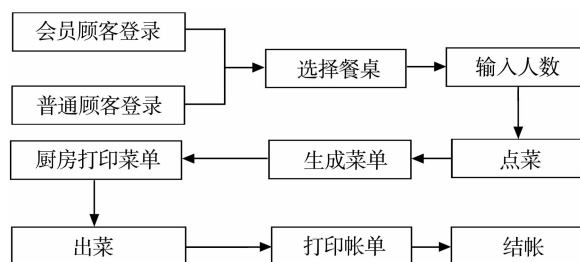 会员顾客登录
普通顾客登录
选择餐桌
输入人数
点菜
生成菜单
厨房打印菜单
出菜
打印帐单
结帐